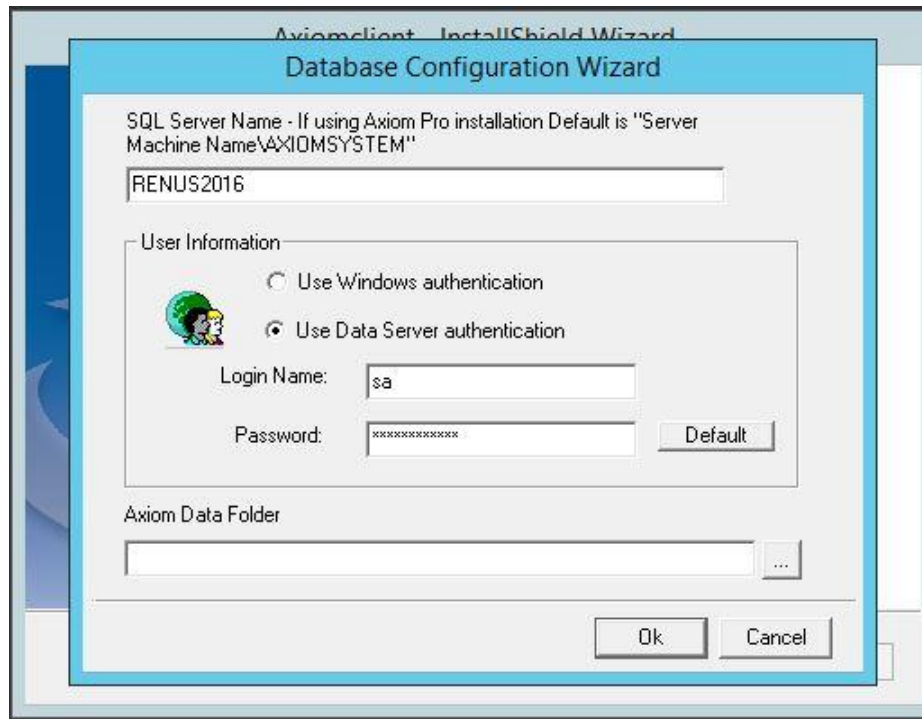 Axiomclient - InstallShield Wizard
Database Configuration Wizard
SQL Server Name - If using Axiom Pro installation Default is "Server
Machine Name\AXIOMSYSTEM"
RENUS2016
User Information
Use Windows authentication
Use Data Server authentication
Login Name:
sa
Password:
************
Default
Axiom Data Folder
...
Ok
Cancel